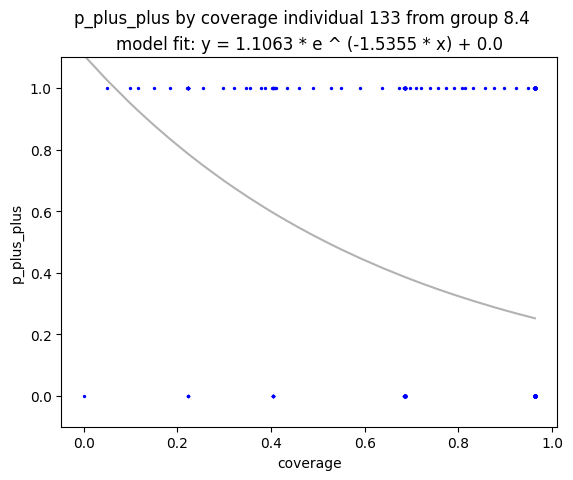 p_plus_plus by coverage individual 133 from group 8.4
model fit: y = 1.1063 * e ^ (-1.5355 * x) + 0.0
1.0
0.8
0.6
0.4
0.2
0.0
p_plus_plus
0.0 0.2 0.4 0.6 0.8 1.0
coverage